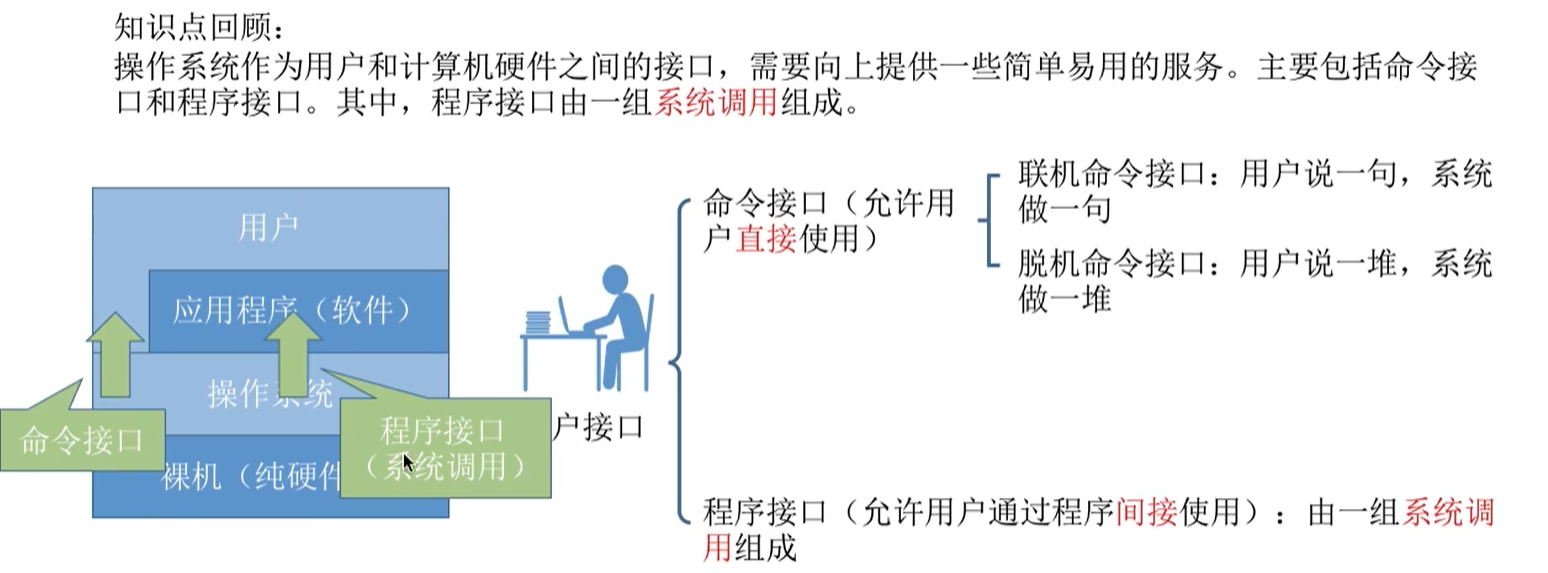 知识点回顾：
操作系统作为用户和计算机硬件之间的接口，需要向上提供一些简单易用的服务。主要包括命令接
口和程序接口。其中，程序接口由一组系统调用组成。
用户
应用程序（软件）
操作系统
命令接口
裸机（纯硬件
程序接口
（系统调用）
户接口
命令接口（允许用
户直接使用）
联机命令接口：用户说一句，系统
做一句
脱机命令接口：用户说一堆，系统
做一堆
程序接口（允许用户通过程序间接使用）：由一组系统调
用组成